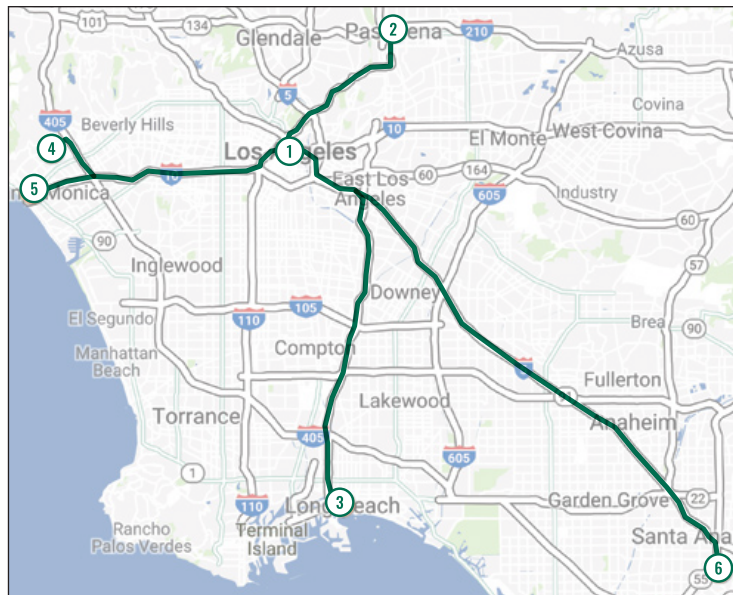 101
134
Glendale
Pasadena
2
210
Azusa
5
Covina
405
Beverly Hills
10
El Monte
West Covina
4
Los Angeles
1
164
60
10
East Los
Angeles
Industry
5
Monica
605
60
90
57
Inglewood
Downey
El Segundo
105
110
Brea
90
Manhattan
Beach
Compton
Fullerton
91
Lakewood
Torrance
Anaheim
405
605
1
3
Long Beach
110
Garden Grove
22
Rancho
Palos Verdes
Terminal
Island
Santa Ana
6
55